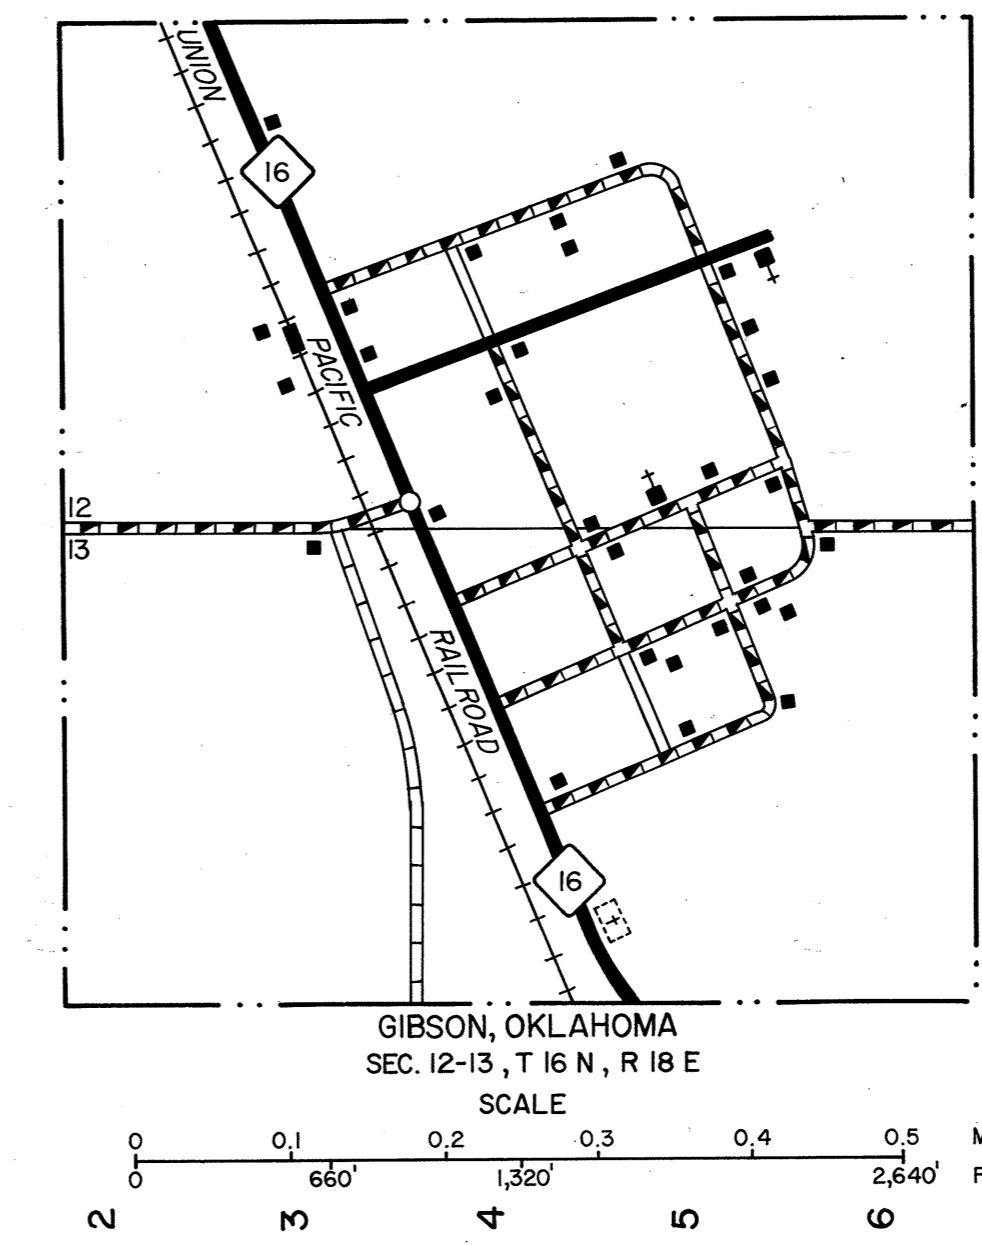 UNION
16
PACIFIC
12
13
RAILROAD
16
GIBSON, OKLAHOMA
SEC. 12-13, T 16 N, R 18 E
SCALE
0 0.1 0.2 0.3 0.4 0.5 M
0 660' 1,320' 2,640' F
2 3 4 5 6